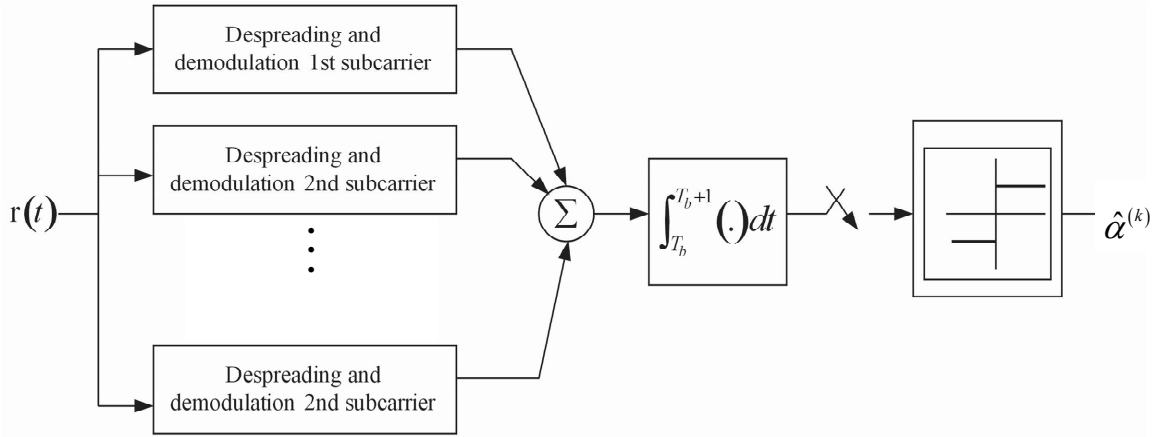 Despreading and
demodulation 1st subcarrier
Despreading and
demodulation 2nd subcarrier
r(t)
Σ
∫_{T_b}^{T_b+1} (.)dt
α̂^{(k)}
Despreading and
demodulation 2nd subcarrier